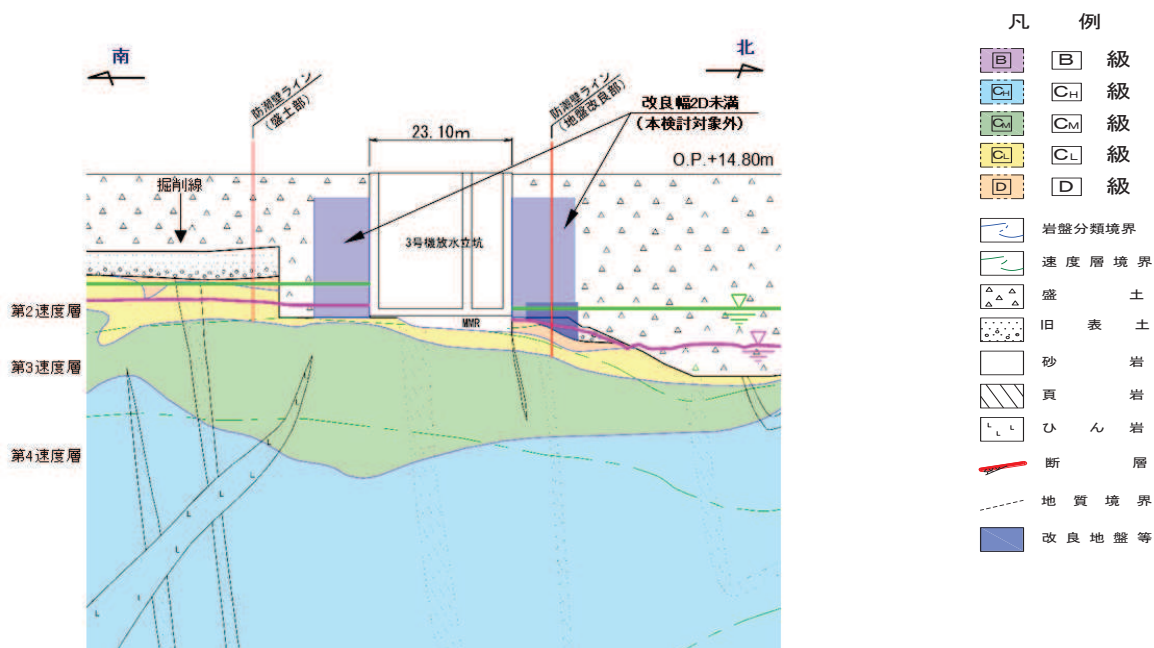 南
北
防潮壁ライン
(盛土部)
防潮壁ライン
(地盤改良部)
改良幅2D未満
(本検討対象外)
23.10m
O.P.+14.80m
掘削線
3号機放水立坑
MMR
第2速度層
第3速度層
第4速度層
L
L
L
L
L
L
L
凡 例
B B 級
CH CH 級
CM CM 級
CL CL 級
D D 級
岩盤分類境界
速度層境界
盛土
旧表土
砂岩
頁岩
L L L ひん岩
断層
地質境界
改良地盤等